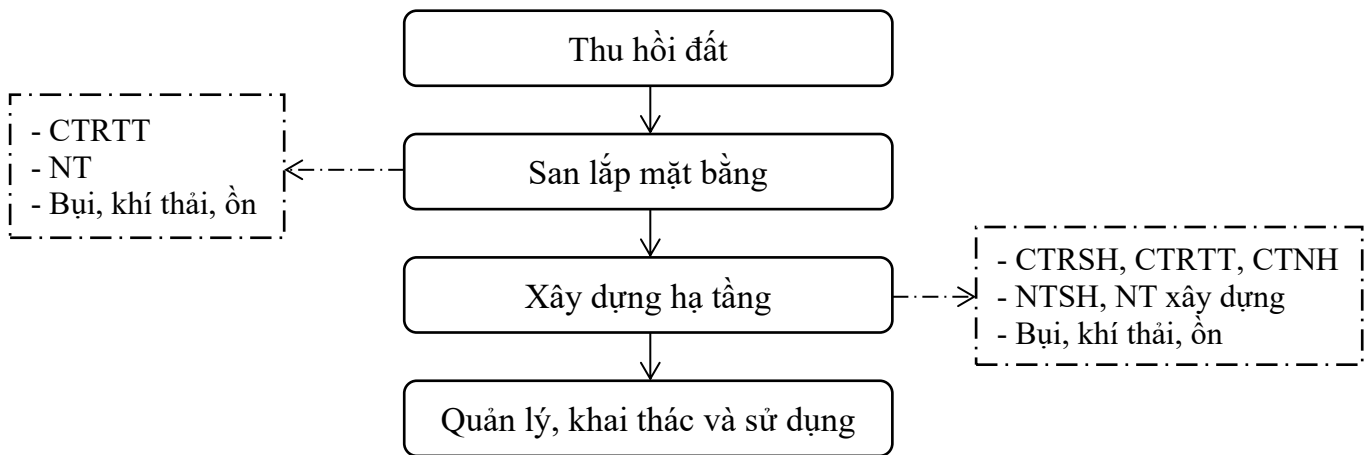 Thu hồi đất
- CTRTT
- NT
- Bụi, khí thải, ồn
San lắp mặt bằng
Xây dựng hạ tầng
- CTRSH, CTRTT, CTNH
- NTSH, NT xây dựng
- Bụi, khí thải, ồn
Quản lý, khai thác và sử dụng